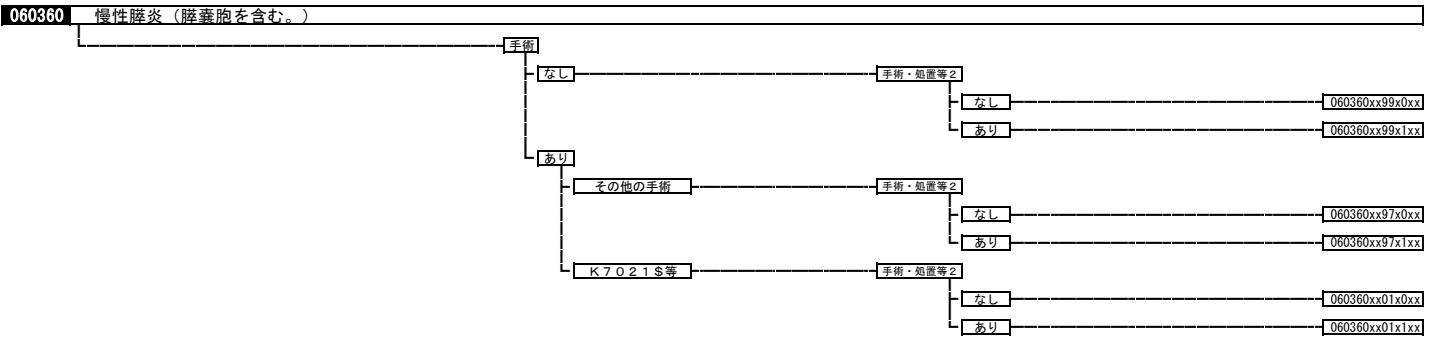 060360 慢性膵炎（膵嚢胞を含む。）
手術
なし 手術・処置等２
なし 060360xx99x0xx
あり 060360xx99x1xx
あり
その他の手術 手術・処置等２
なし 060360xx97x0xx
あり 060360xx97x1xx
Ｋ７０２１$等 手術・処置等２
なし 060360xx01x0xx
あり 060360xx01x1xx